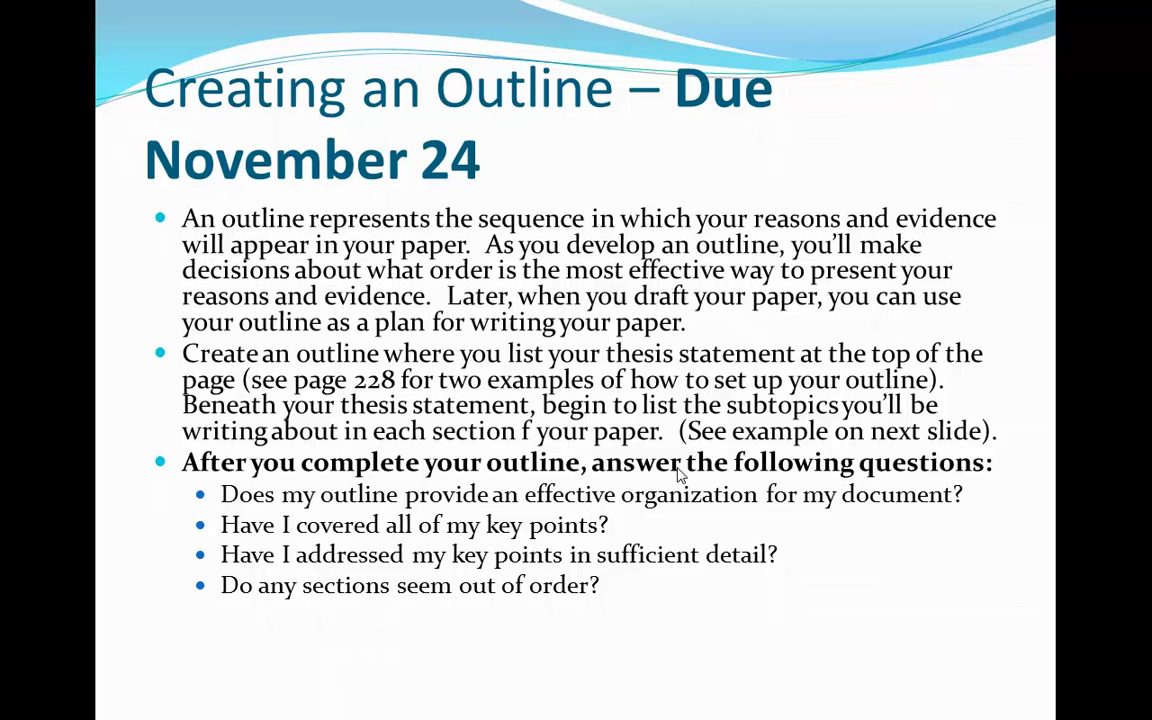 Creating an Outline – Due
November 24
An outline represents the sequence in which your reasons and evidence
will appear in your paper. As you develop an outline, you’ll make
decisions about what order is the most effective way to present your
reasons and evidence. Later, when you draft your paper, you can use
your outline as a plan for writing your paper.
Create an outline where you list your thesis statement at the top of the
page (see page 228 for two examples of how to set up your outline).
Beneath your thesis statement, begin to list the subtopics you’ll be
writing about in each section f your paper. (See example on next slide).
After you complete your outline, answer the following questions:
Does my outline provide an effective organization for my document?
Have I covered all of my key points?
Have I addressed my key points in sufficient detail?
Do any sections seem out of order?